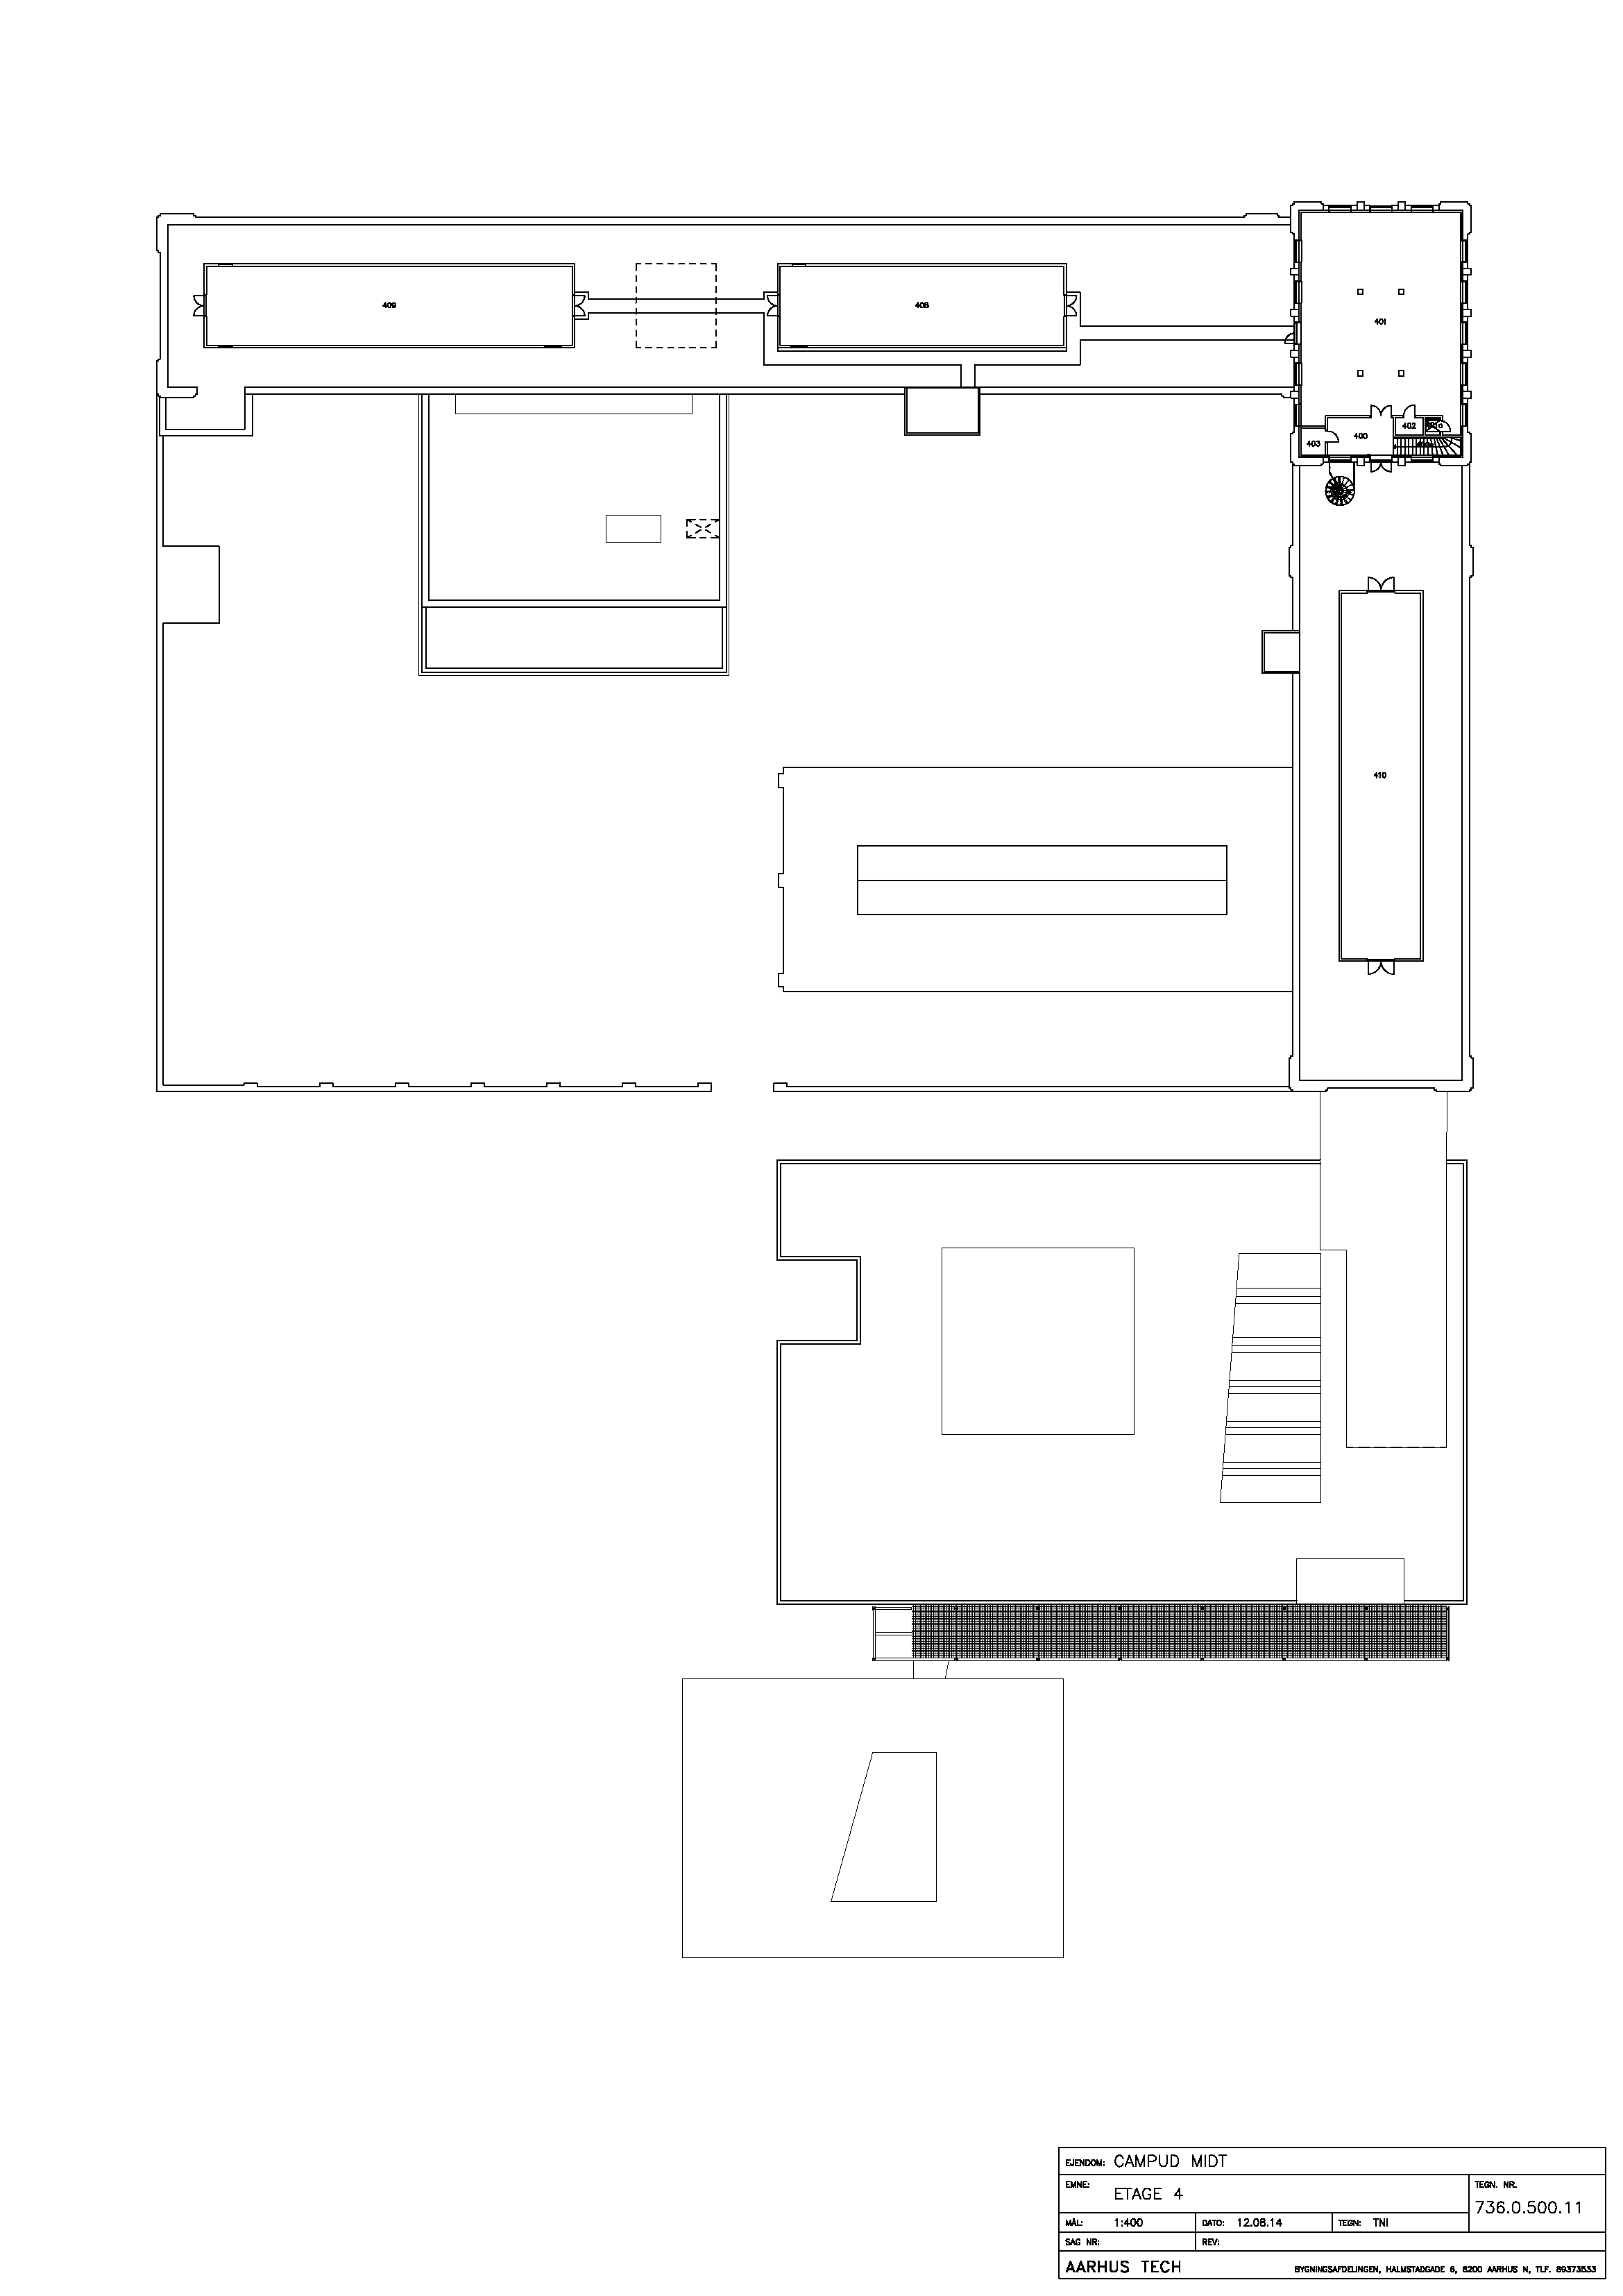 409
408
401
402
403
400
410
EJENDOM: CAMPUD MIDT
EMNE:
ETAGE 4
TEGN. NR.
736.0.500.11
MÅL: 1:400
DATO: 12.08.14
TEGN: TNI
SAG NR:
REV:
AARHUS TECH
BYGNINGSAFDELINGEN, HALMSTADGADE 6, 8200 AARHUS N, TLF. 89373533